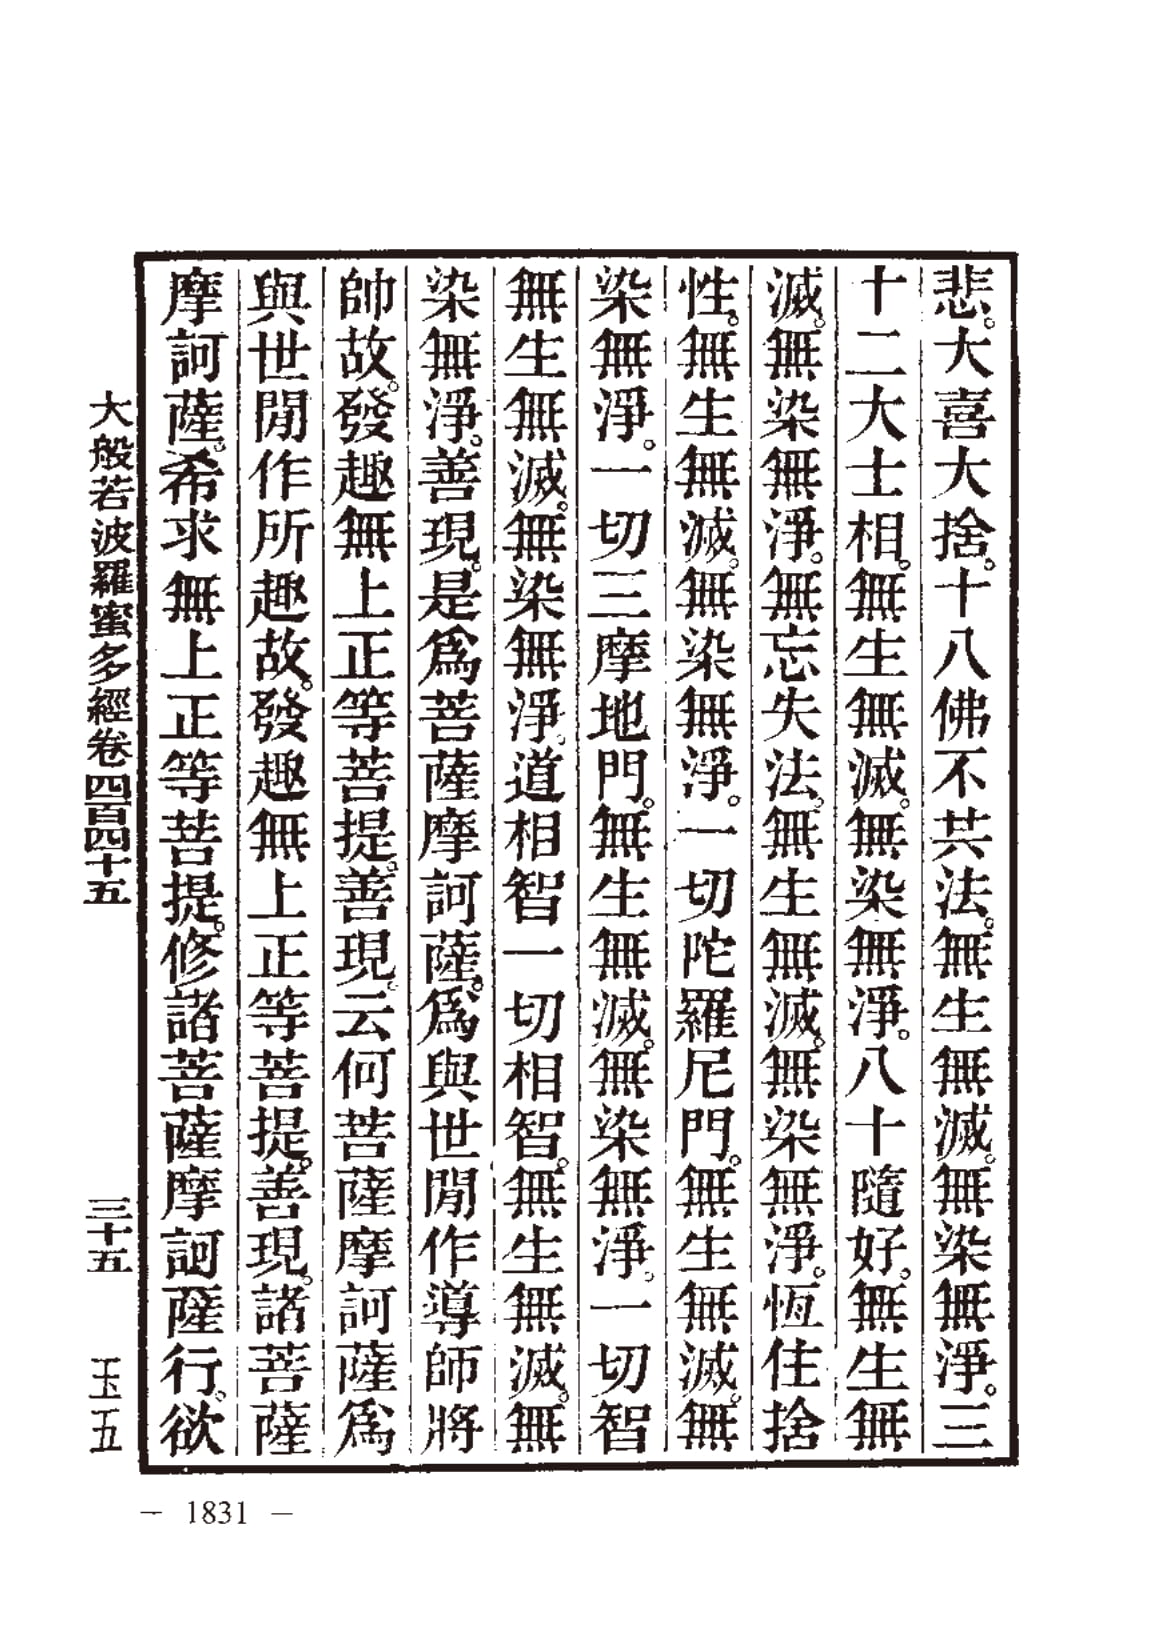 悲。大喜大捨。十八佛不共法。無生無滅。無染無淨。三
十二大士相。無生無滅。無染無淨。八十隨好。無生無
滅。無染無淨。無忘失法。無生無滅。無染無淨。恆住捨
性。無生無滅。無染無淨。一切陀羅尼門。無生無滅。無
染無淨。一切三摩地門。無生無滅。無染無淨。一切智
無生無滅。無染無淨。道相智一切相智。無生無滅。無
染無淨。善現。是爲菩薩摩訶薩。爲與世閒作導師將
帥故。發趣無上正等菩提。善現。云何菩薩摩訶薩爲
與世閒作所趣故。發趣無上正等菩提。善現。諸菩薩
摩訶薩。希求無上正等菩提。修諸菩薩摩訶薩行。欲
大般若波羅蜜多經卷四百四十五 三十五 玉五
— 1831 —